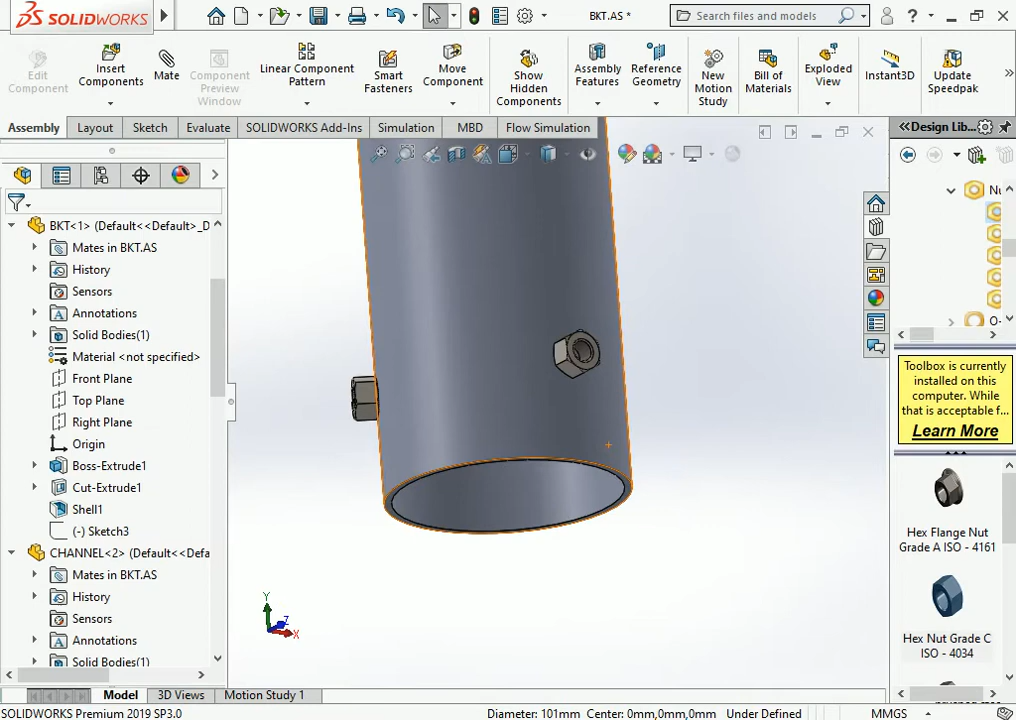 SOLIDWORKS
BKT.AS *
Search files and models
Edit
Component
Insert
Components
Mate
Component
Preview
Window
Linear Component
Pattern
Smart
Fasteners
Move
Component
Show
Hidden
Components
Assembly
Features
Reference
Geometry
New
Motion
Study
Bill of
Materials
Exploded
View
Instant3D
Update
Speedpak
Assembly
Layout
Sketch
Evaluate
SOLIDWORKS Add-Ins
Simulation
MBD
Flow Simulation
Design Lib...
BKT<1> (Default<<Default>_D
Mates in BKT.AS
History
Sensors
Annotations
Solid Bodies(1)
Material <not specified>
Front Plane
Top Plane
Right Plane
Origin
Boss-Extrude1
Cut-Extrude1
Shell1
(-) Sketch3
CHANNEL<2> (Default<<Defa
Mates in BKT.AS
History
Sensors
Annotations
Solid Bodies(1)
Nu
O-
Toolbox is currently
installed on this
computer. While
that is acceptable f...
Learn More
Hex Flange Nut
Grade A ISO - 4161
Hex Nut Grade C
ISO - 4034
Y
Z
X
Model
3D Views
Motion Study 1
SOLIDWORKS Premium 2019 SP3.0
Diameter: 101mm Center: 0mm,0mm,0mm
Under Defined
MMGS